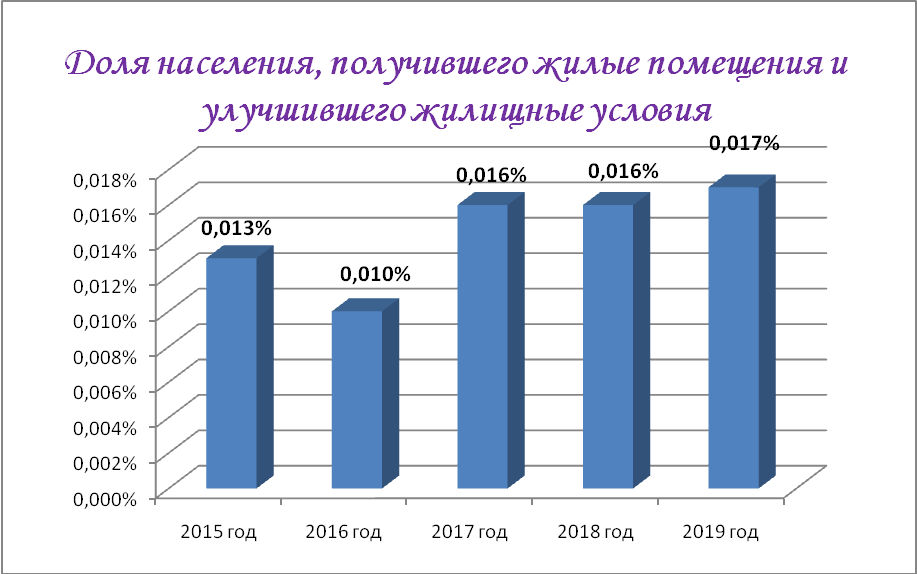 Доля населения, получившего жилые помещения и
улучшившего жилищные условия
0,017%
0,016%
0,016%
0,013%
0,010%
0,018%
0,016%
0,014%
0,012%
0,010%
0,008%
0,006%
0,004%
0,002%
0,000%
2015 год
2016 год
2017 год
2018 год
2019 год